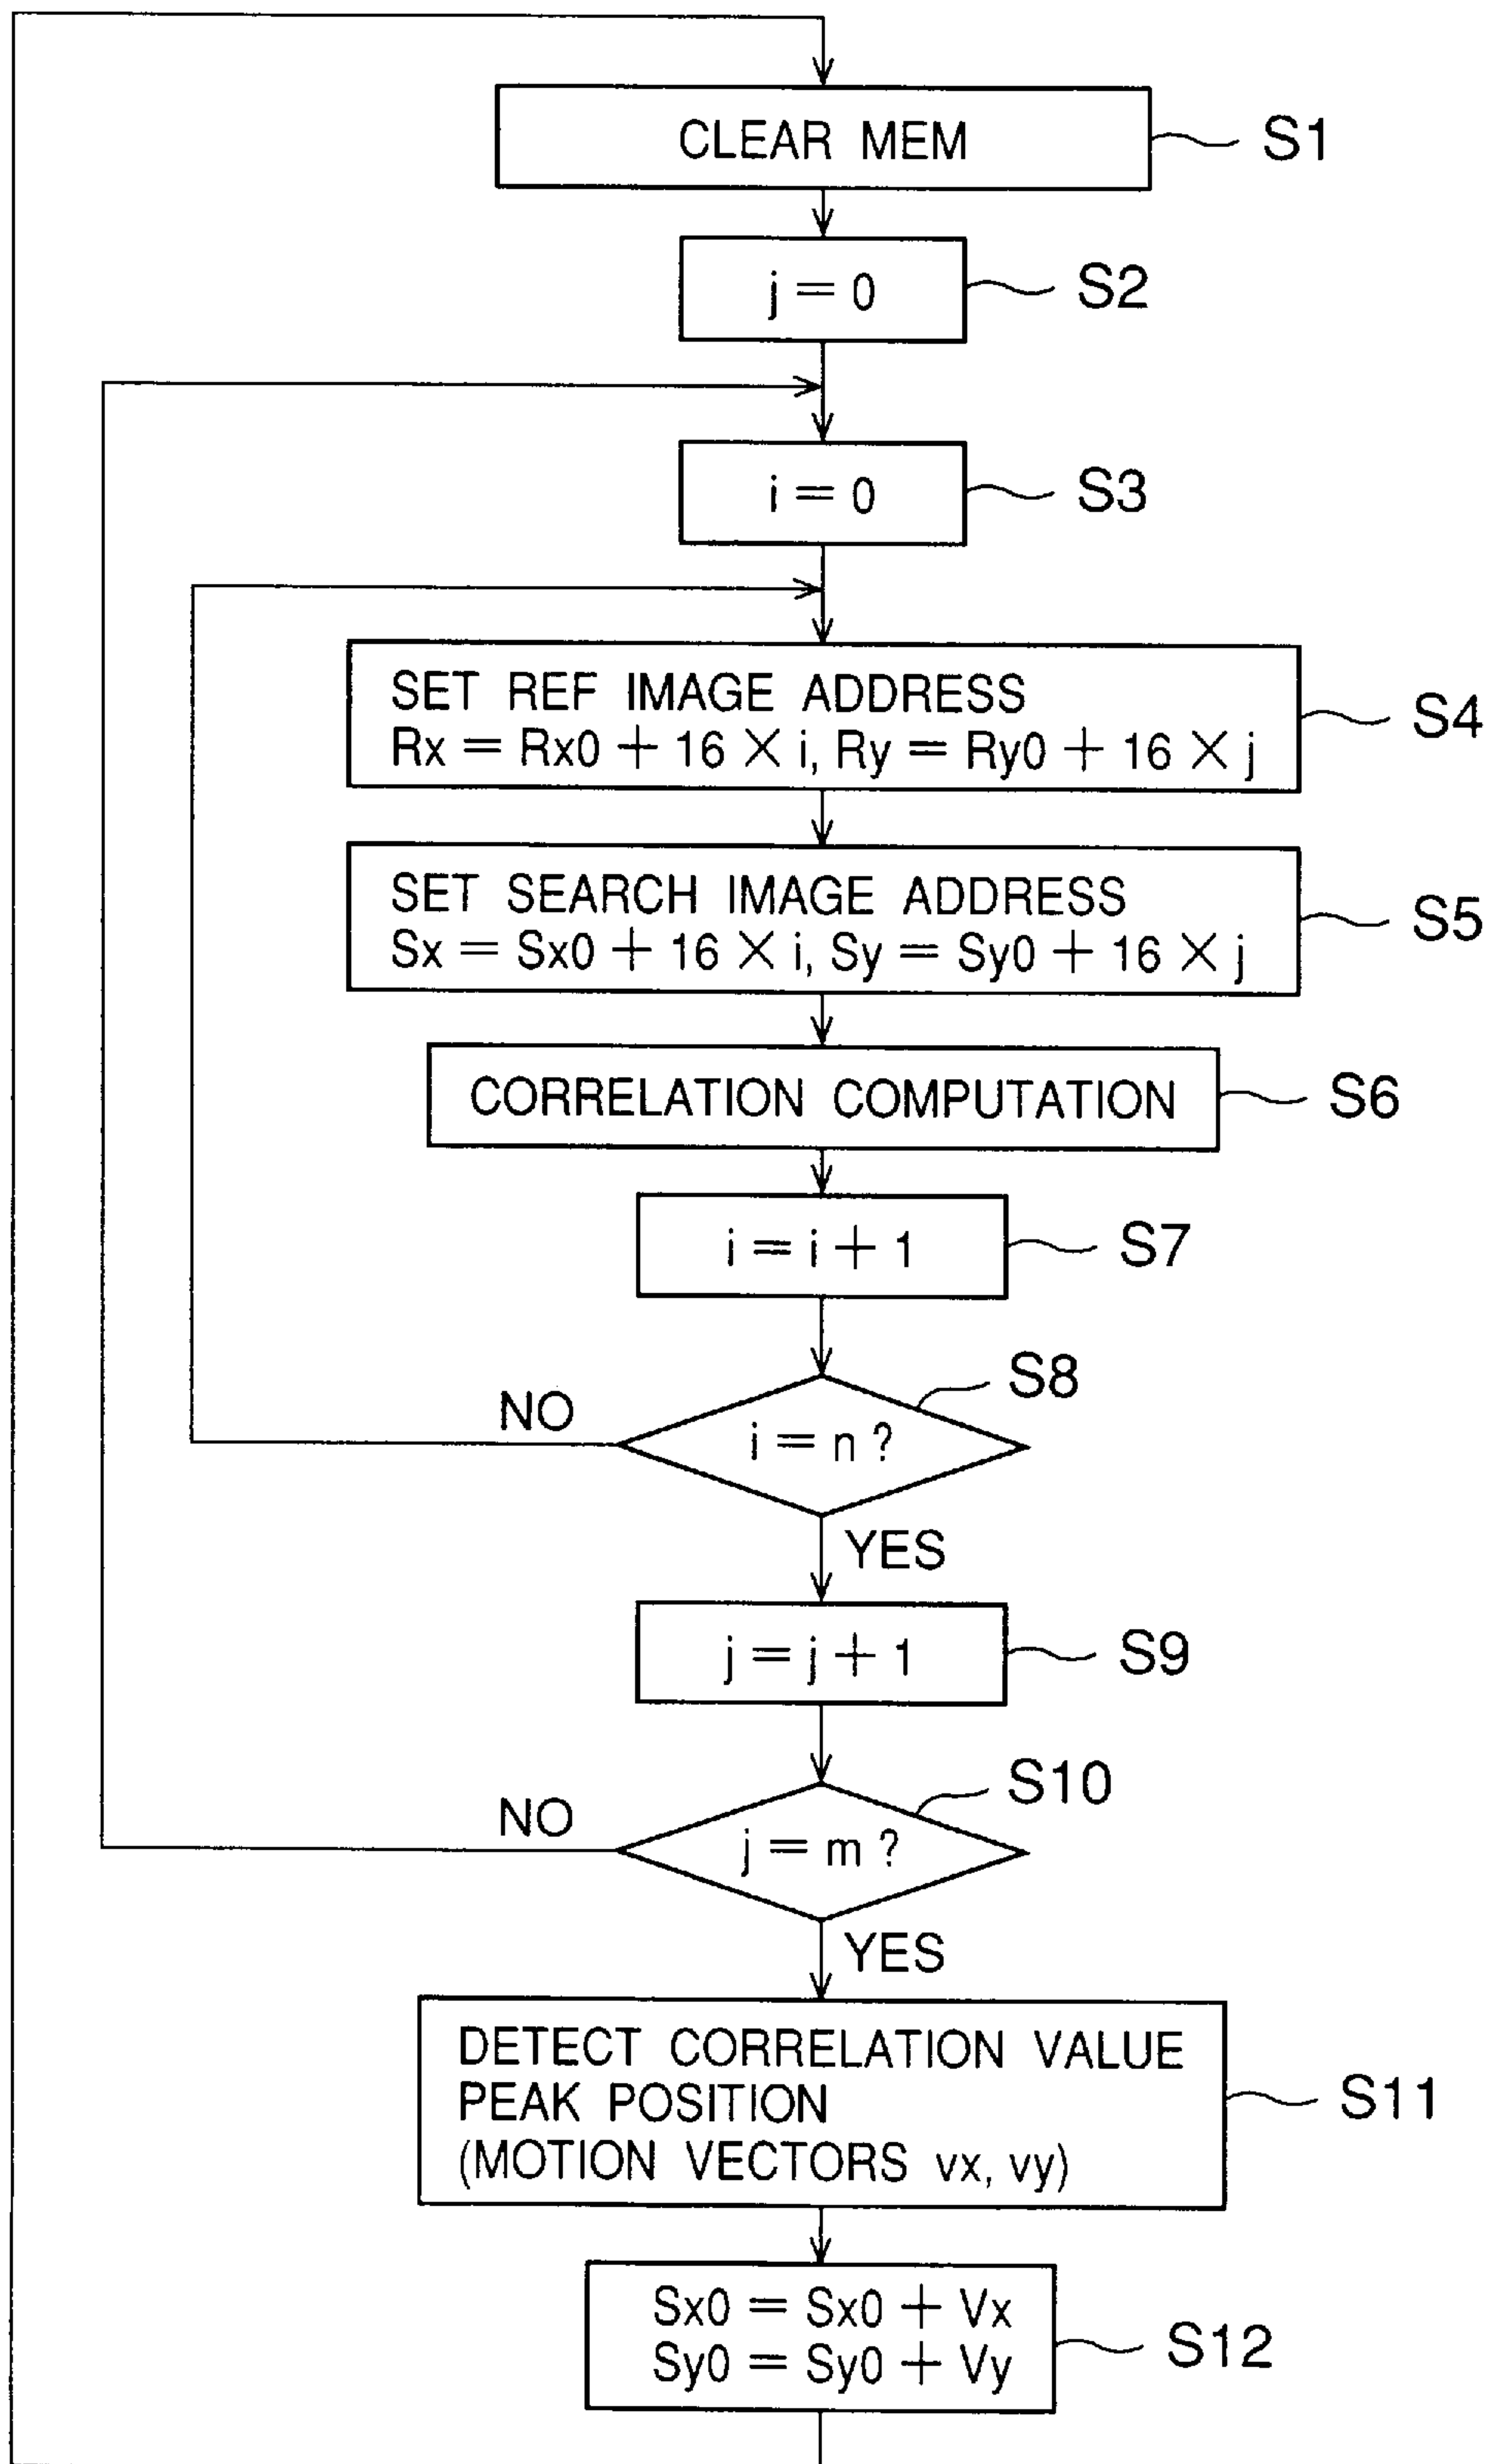 CLEAR MEM
S1
j = 0
S2
i = 0
S3
SET REF IMAGE ADDRESS
Rx = Rx0 + 16 × i, Ry = Ry0 + 16 × j
S4
SET SEARCH IMAGE ADDRESS
Sx = Sx0 + 16 × i, Sy = Sy0 + 16 × j
S5
CORRELATION COMPUTATION
S6
i = i + 1
S7
S8
NO
i = n ?
YES
j = j + 1
S9
S10
NO
j = m ?
YES
DETECT CORRELATION VALUE
PEAK POSITION
(MOTION VECTORS vx, vy)
S11
Sx0 = Sx0 + Vx
Sy0 = Sy0 + Vy
S12